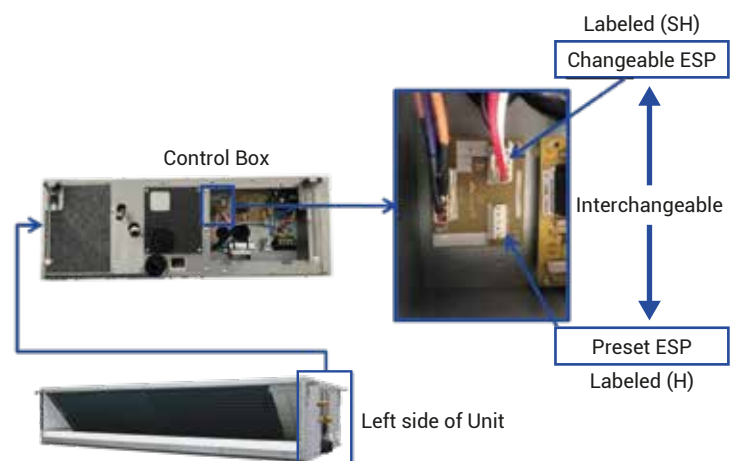 Labeled (SH)
Changeable ESP
Control Box
Interchangeable
Preset ESP
Labeled (H)
Left side of Unit